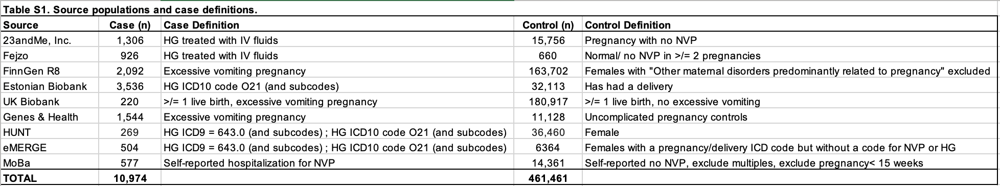 Table S1. Source populations and case definitions.
Source Case (n) Case Definition Control (n) Control Definition
23andMe, Inc. 1,306 HG treated with IV fluids 15,756 Pregnancy with no NVP
Fejzo 926 HG treated with IV fluids 660 Normal/ no NVP in >/= 2 pregnancies
FinnGen R8 2,092 Excessive vomiting pregnancy 163,702 Females with "Other maternal disorders predominantly related to pregnancy" excluded
Estonian Biobank 3,536 HG ICD10 code O21 (and subcodes) 32,113 Has had a delivery
UK Biobank 220 >/= 1 live birth, excessive vomiting pregnancy 180,917 >/= 1 live birth, no excessive vomiting
Genes & Health 1,544 Excessive vomiting pregnancy 11,128 Uncomplicated pregnancy controls
HUNT 269 HG ICD9 = 643.0 (and subcodes) ; HG ICD10 code O21 (and subcodes) 36,460 Female
eMERGE 504 HG ICD9 = 643.0 (and subcodes) ; HG ICD10 code O21 (and subcodes) 6364 Females with a pregnancy/delivery ICD code but without a code for NVP or HG
MoBa 577 Self-reported hospitalization for NVP 14,361 Self-reported no NVP, exclude multiples, exclude pregnancy< 15 weeks
TOTAL 10,974 461,461